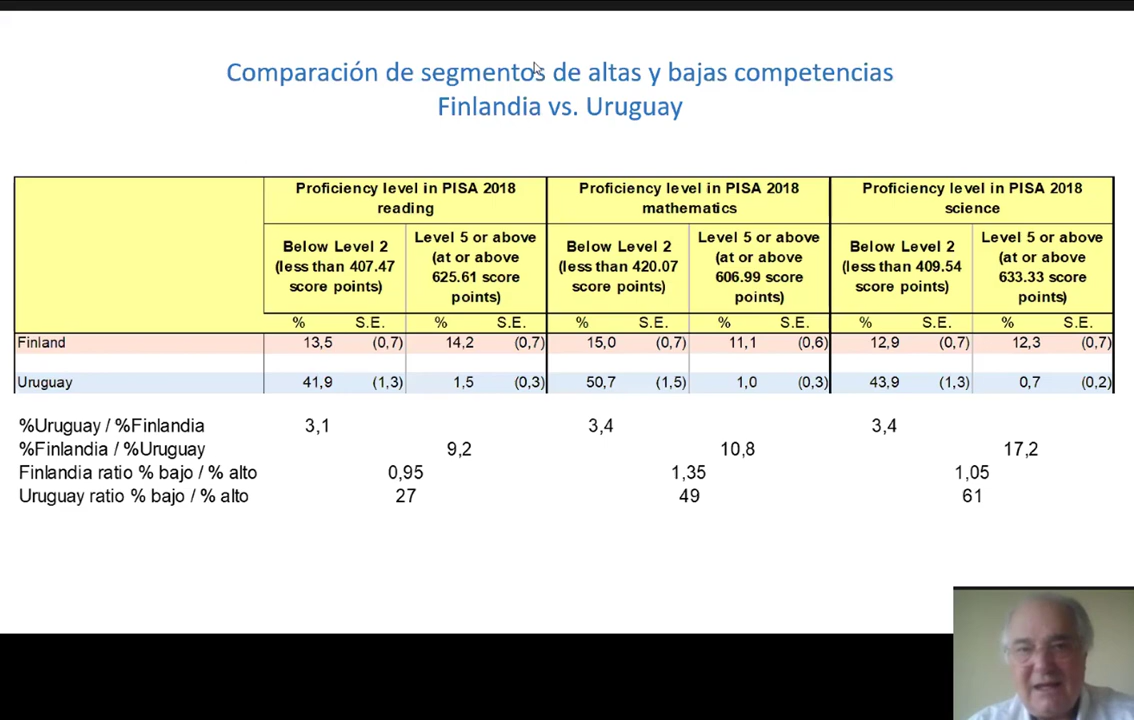 Comparación de segmentos de altas y bajas competencias
Finlandia vs. Uruguay
Proficiency level in PISA 2018 reading
Proficiency level in PISA 2018 mathematics
Proficiency level in PISA 2018 science
Below Level 2 (less than 407.47 score points)
Level 5 or above (at or above 625.61 score points)
Below Level 2 (less than 420.07 score points)
Level 5 or above (at or above 606.99 score points)
Below Level 2 (less than 409.54 score points)
Level 5 or above (at or above 633.33 score points)
% S.E. % S.E. % S.E. % S.E. % S.E. % S.E.
Finland 13,5 (0,7) 14,2 (0,7) 15,0 (0,7) 11,1 (0,6) 12,9 (0,7) 12,3 (0,7)
Uruguay 41,9 (1,3) 1,5 (0,3) 50,7 (1,5) 1,0 (0,3) 43,9 (1,3) 0,7 (0,2)
%Uruguay / %Finlandia 3,1 3,4 3,4
%Finlandia / %Uruguay 9,2 10,8 17,2
Finlandia ratio % bajo / % alto 0,95 1,35 1,05
Uruguay ratio % bajo / % alto 27 49 61